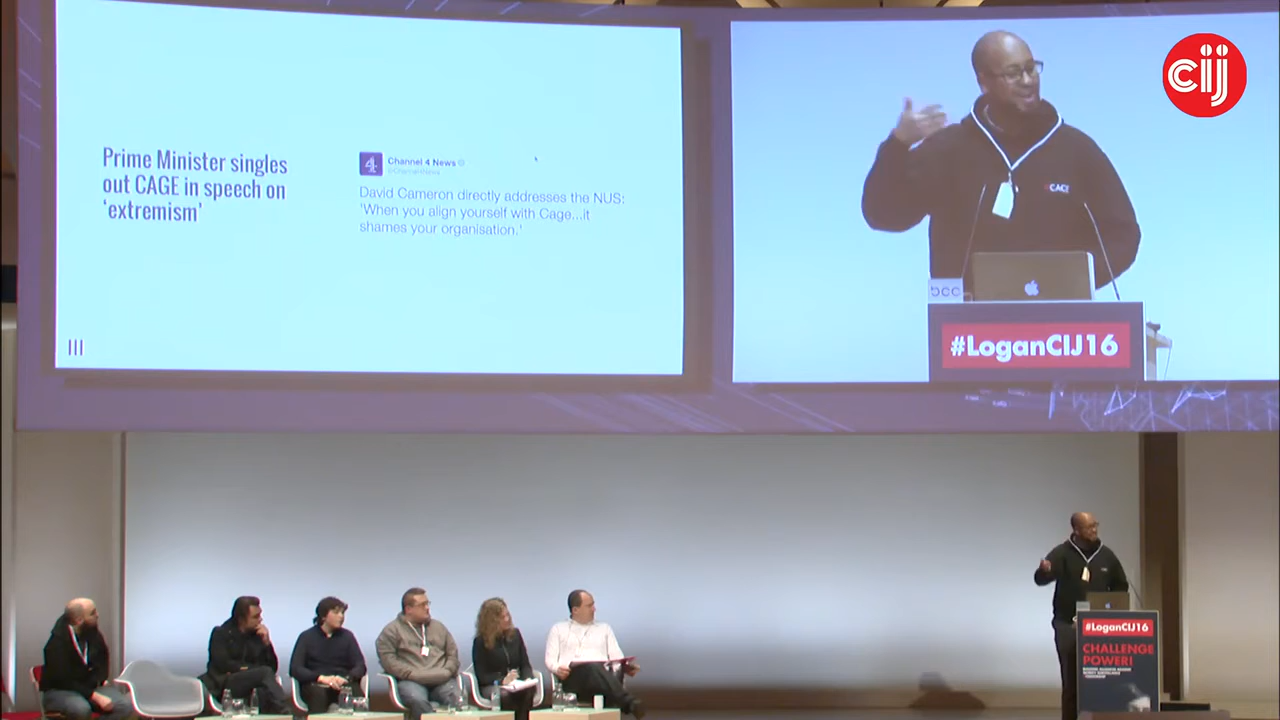 Prime Minister singles
out CAGE in speech on
'extremism'
Channel 4 News
David Cameron directly addresses the NUS:
'When you align yourself with Cage...it
shames your organisation.'
cij
CAGE
bcc
#LoganCIJ16
#LoganCIJ16
CHALLENGE
POWER!